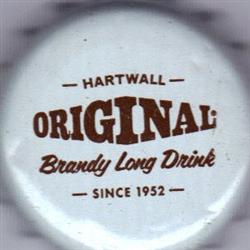 — HARTWALL —
ORIGINAL
Brandy Long Drink
— SINCE 1952 —